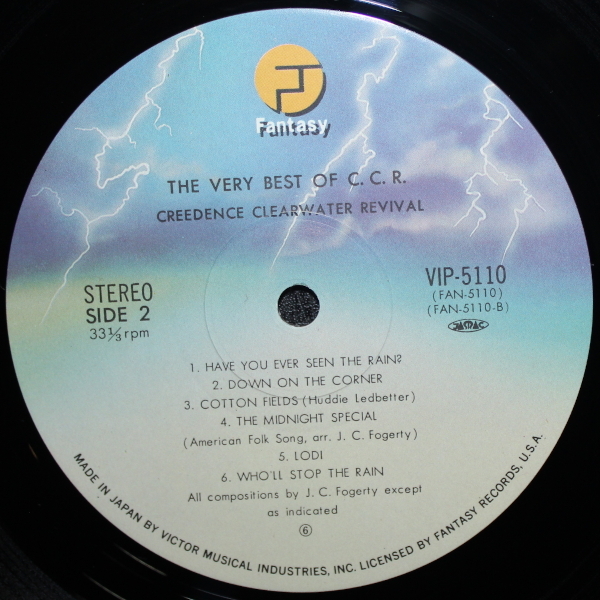 Fantasy
THE VERY BEST OF C. C. R.
CREEDENCE CLEARWATER REVIVAL
STEREO
SIDE 2
33⅓rpm
VIP-5110
(FAN-5110)
(FAN-5110-B)
JASRAC
1. HAVE YOU EVER SEEN THE RAIN?
2. DOWN ON THE CORNER
3. COTTON FIELDS (Huddie Ledbetter)
4. THE MIDNIGHT SPECIAL
(American Folk Song, arr. J. C. Fogerty)
5. LODI
6. WHO'LL STOP THE RAIN
All compositions by J. C. Fogerty except
as indicated
⑥
MADE IN JAPAN BY VICTOR MUSICAL INDUSTRIES, INC. LICENSED BY FANTASY RECORDS, U.S.A.